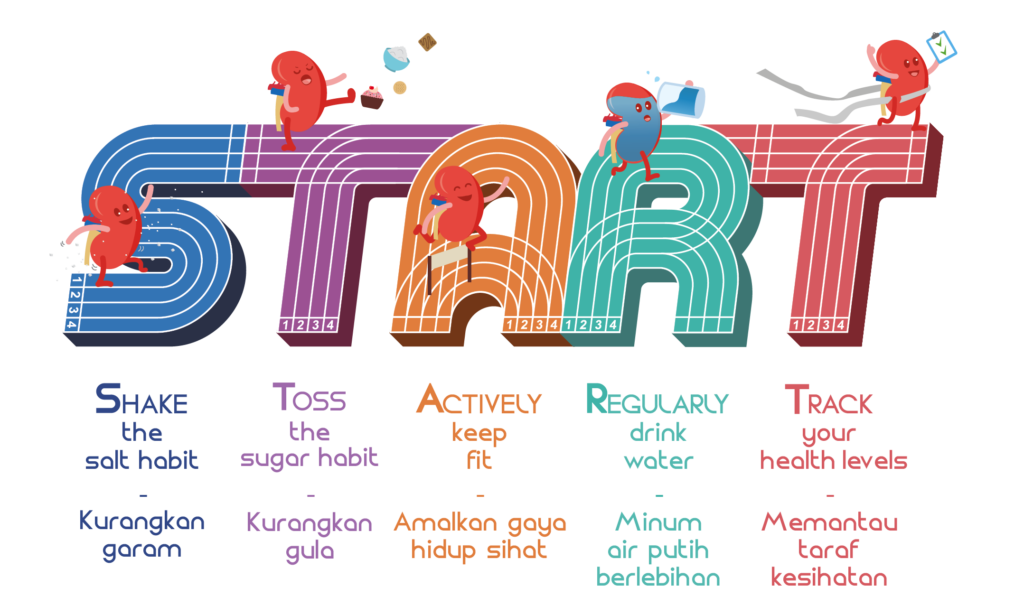 START
1
2
3
4
1 2 3 4
1 2 3 4
1 2 3 4
1 2 3 4
SHAKE
the
salt habit
-
Kurangkan
garam
TOSS
the
sugar habit
-
Kurangkan
gula
ACTIVELY
keep
fit
-
Amalkan gaya
hidup sihat
REGULARLY
drink
water
-
Minum
air putih
berlebihan
TRACK
your
health levels
-
Memantau
taraf
kesihatan